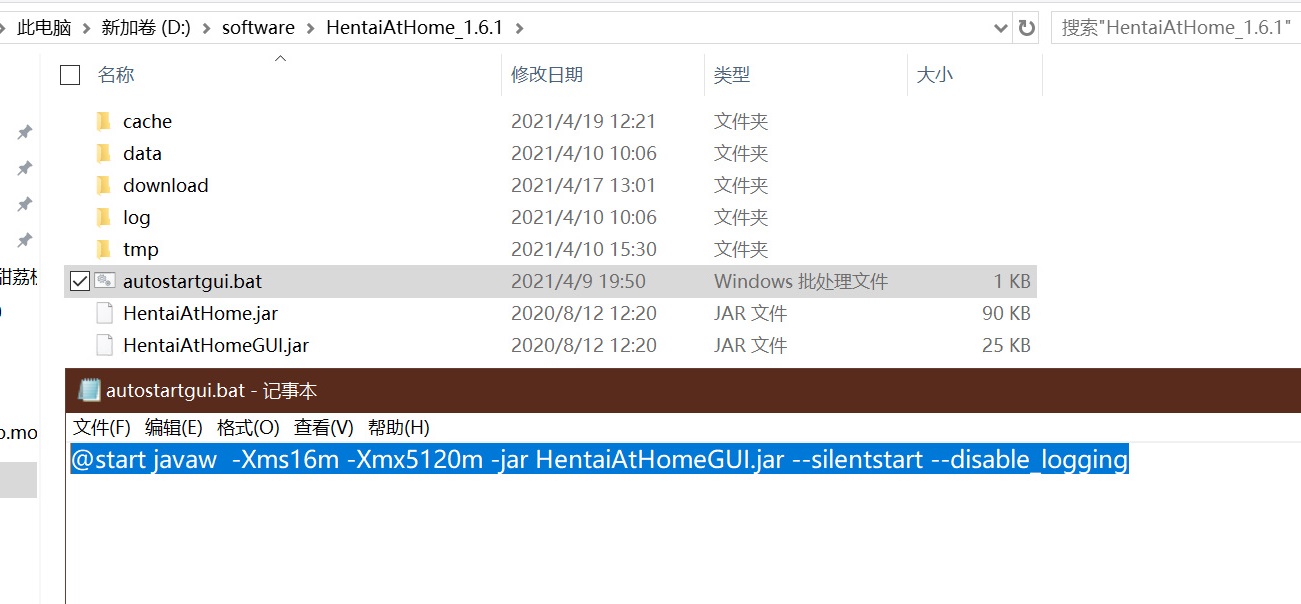 此电脑 > 新加卷 (D:) > software > HentaiAtHome_1.6.1 >
搜索"HentaiAtHome_1.6.1"
名称 修改日期 类型 大小
cache 2021/4/19 12:21 文件夹
data 2021/4/10 10:06 文件夹
download 2021/4/17 13:01 文件夹
log 2021/4/10 10:06 文件夹
tmp 2021/4/10 15:30 文件夹
autostartgui.bat 2021/4/9 19:50 Windows 批处理文件 1 KB
HentaiAtHome.jar 2020/8/12 12:20 JAR 文件 90 KB
HentaiAtHomeGUI.jar 2020/8/12 12:20 JAR 文件 25 KB
autostartgui.bat - 记事本
文件(F) 编辑(E) 格式(O) 查看(V) 帮助(H)
@start javaw  -Xms16m -Xmx5120m -jar HentaiAtHomeGUI.jar --silentstart --disable_logging